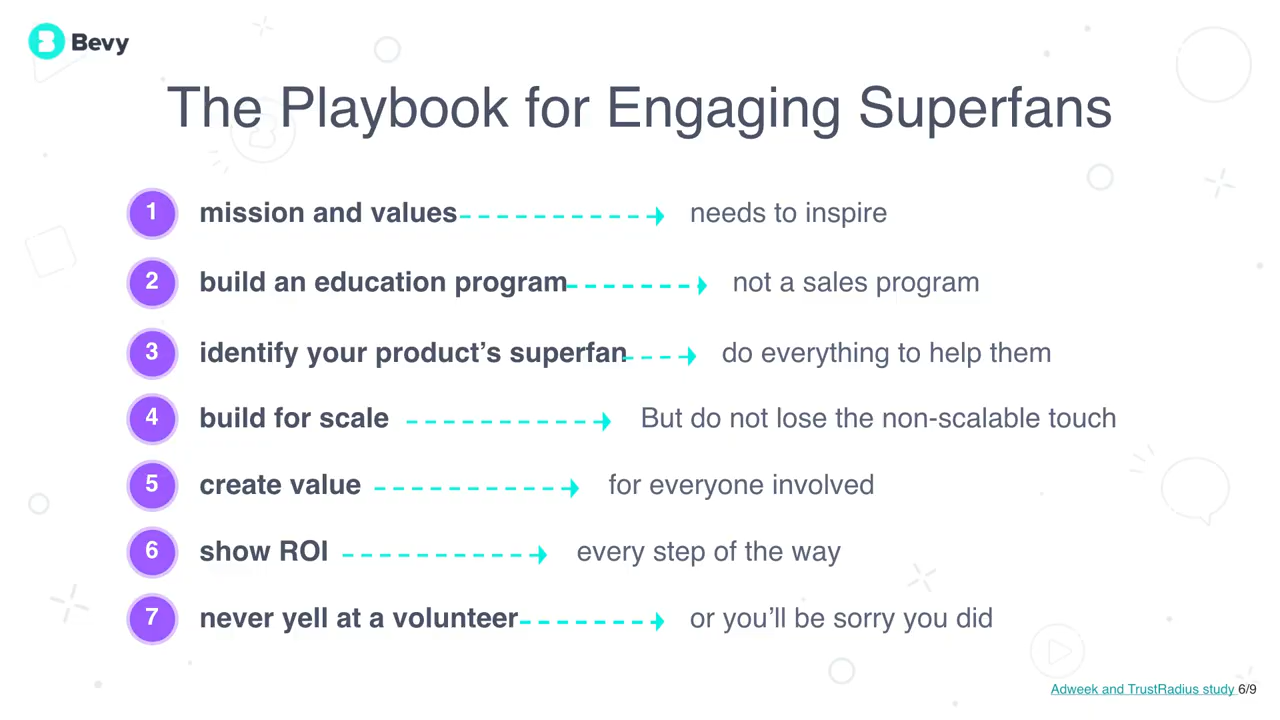 Bevy
The Playbook for Engaging Superfans
1 mission and values needs to inspire
2 build an education program not a sales program
3 identify your product’s superfan do everything to help them
4 build for scale But do not lose the non-scalable touch
5 create value for everyone involved
6 show ROI every step of the way
7 never yell at a volunteer or you’ll be sorry you did
Adweek and TrustRadius study 6/9